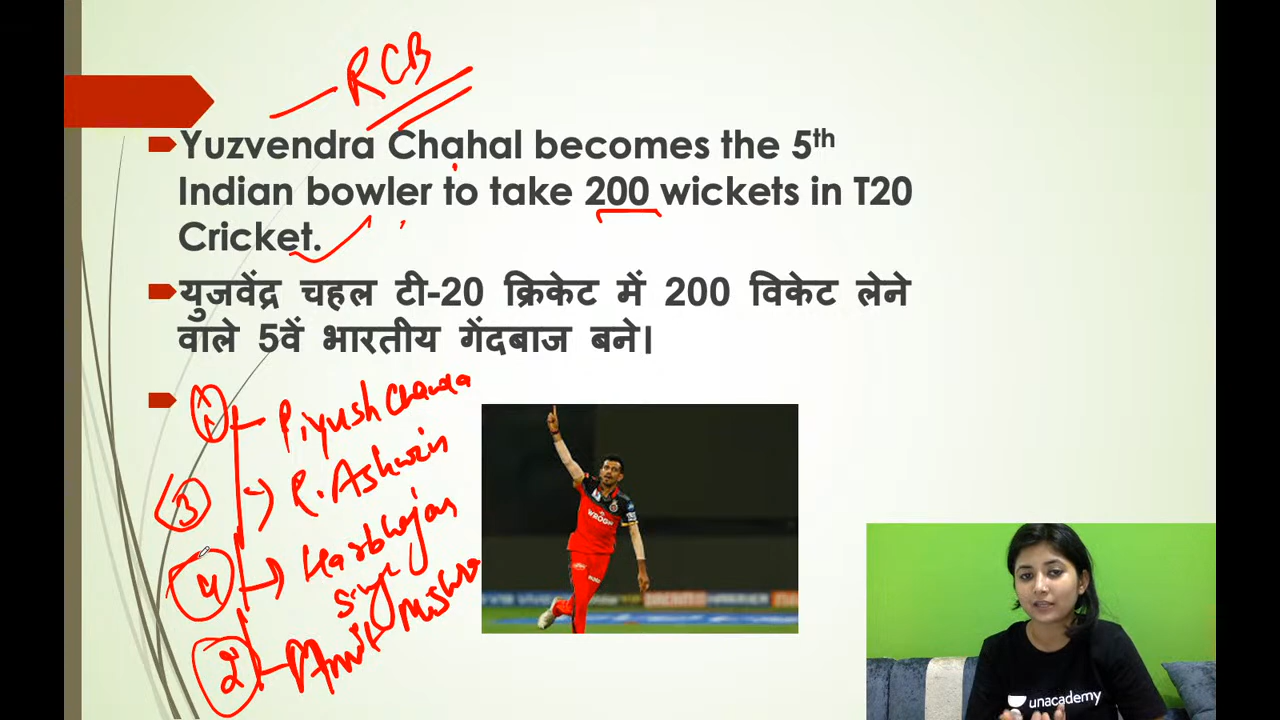 RCB
Yuzvendra Chahal becomes the 5th
Indian bowler to take 200 wickets in T20
Cricket.
युजवेंद्र चहल टी-20 क्रिकेट में 200 विकेट लेने
वाले 5वें भारतीय गेंदबाज बने।
Piyush Chawla
3 R. Ashwin
4 Harbhajan
Singh
2 Amit Mishra
WROGN
unacademy